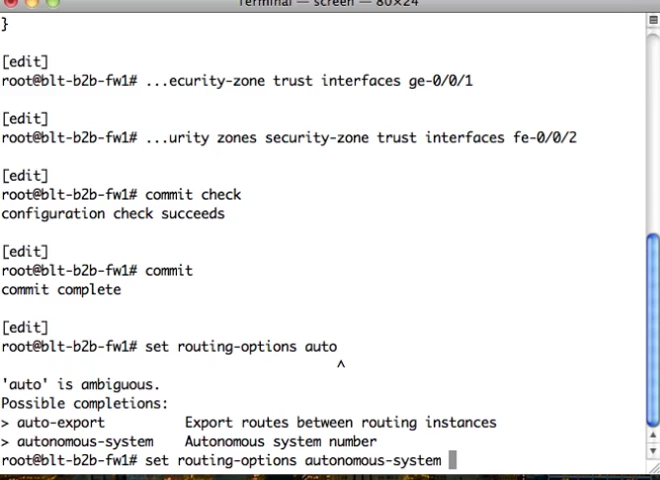 Terminal — screen — 80×24
}
[edit]
root@blt-b2b-fw1# ...ecurity-zone trust interfaces ge-0/0/1
[edit]
root@blt-b2b-fw1# ...urity zones security-zone trust interfaces fe-0/0/2
[edit]
root@blt-b2b-fw1# commit check
configuration check succeeds
[edit]
root@blt-b2b-fw1# commit
commit complete
[edit]
root@blt-b2b-fw1# set routing-options auto
^
'auto' is ambiguous.
Possible completions:
> auto-export Export routes between routing instances
> autonomous-system Autonomous system number
root@blt-b2b-fw1# set routing-options autonomous-system